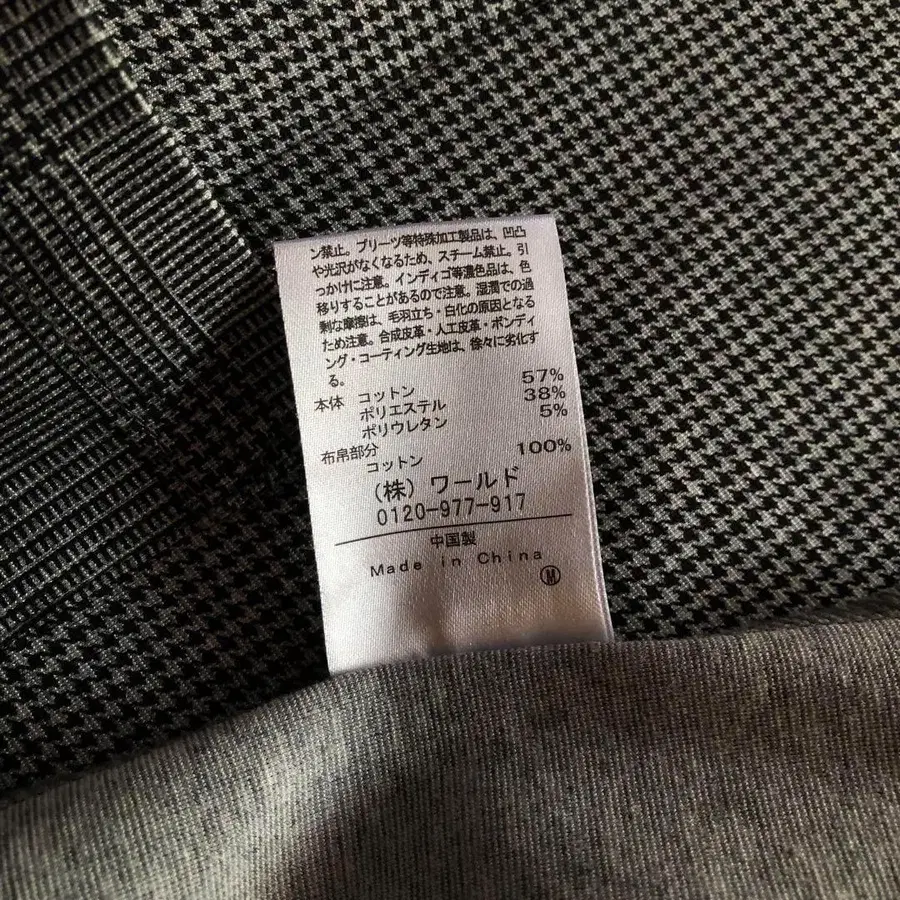 ン禁止。プリーツ等特殊加工製品は、凹凸
や光沢がなくなるため、スチーム禁止。引
っかけに注意。インディゴ等濃色品は、色
移りすることがあるので注意。湿潤での過
剰な摩擦は、毛羽立ち・白化の原因となる
ため注意。合成皮革・人工皮革・ボンディ
ング・コーティング生地は、徐々に劣化す
る。
本体 コットン 57%
ポリエステル 38%
ポリウレタン 5%
布帛部分
コットン 100%
（株）ワールド
0120-977-917
中国製
Made in China
M